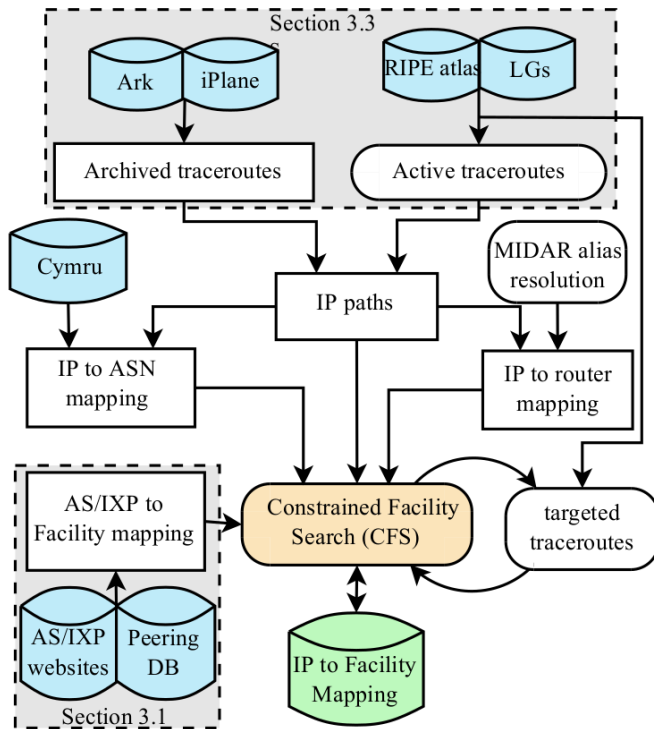 Section 3.3
s
Ark
iPlane
RIPE atlas
LGs
Archived traceroutes
Active traceroutes
Cymru
MIDAR alias
resolution
IP paths
IP to ASN
mapping
IP to router
mapping
AS/IXP to
Facility mapping
Constrained Facility
Search (CFS)
targeted
traceroutes
AS/IXP
websites
Peering
DB
IP to Facility
Mapping
Section 3.1